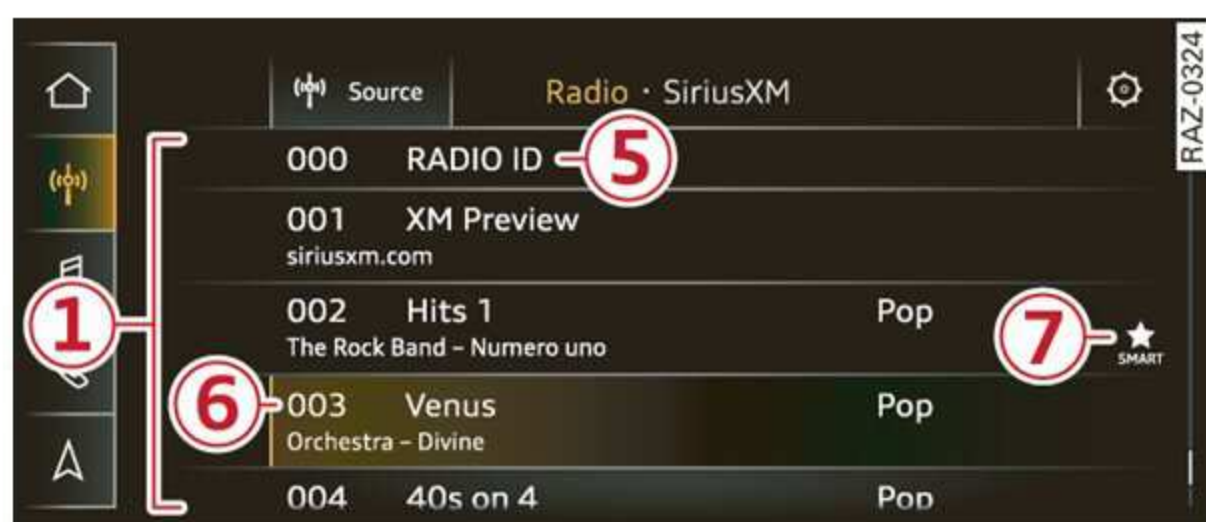 Source
Radio · SiriusXM
RAZ-0324
000 RADIO ID
5
001 XM Preview
siriusxm.com
1
002 Hits 1 Pop
The Rock Band – Numero uno
7
SMART
6
003 Venus Pop
Orchestra – Divine
004 40s on 4 Pop